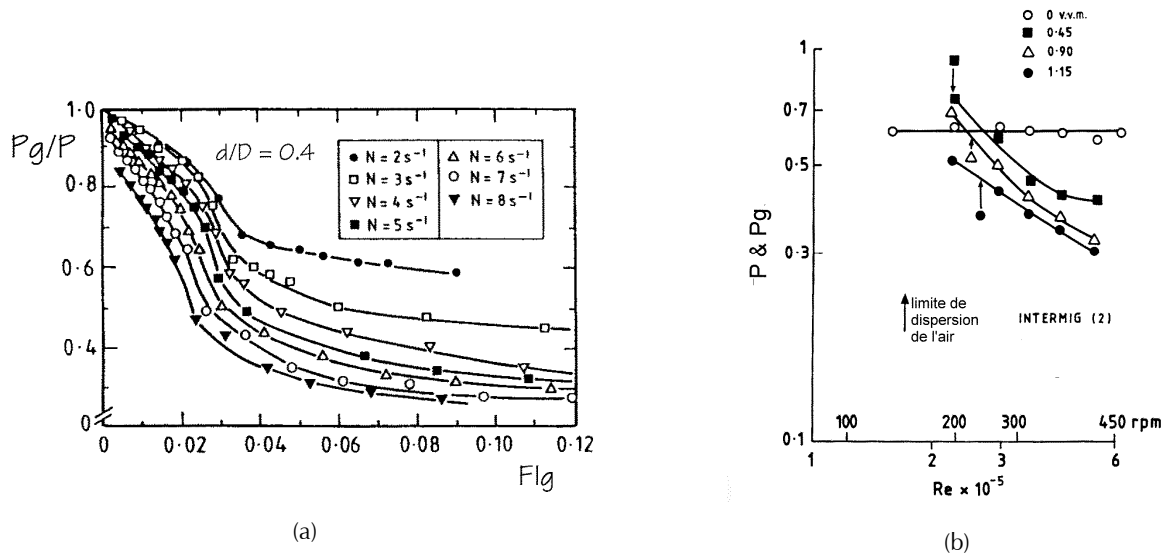 Pg/P
d/D = 0.4
N = 2 s⁻¹
N = 3 s⁻¹
N = 4 s⁻¹
N = 5 s⁻¹
N = 6 s⁻¹
N = 7 s⁻¹
N = 8 s⁻¹
1·0
0·8
0·6
0·4
0
0 0·02 0·04 0·06 0·08 0·10 0·12
Flg
(a)
0 v.v.m.
0·45
0·90
1·15
1
0·7
0·5
0·3
0·1
P & Pg
limite de
dispersion
de l'air
INTERMIG (2)
100 200 300 450 rpm
1 2 3 6
Re × 10⁻⁵
(b)